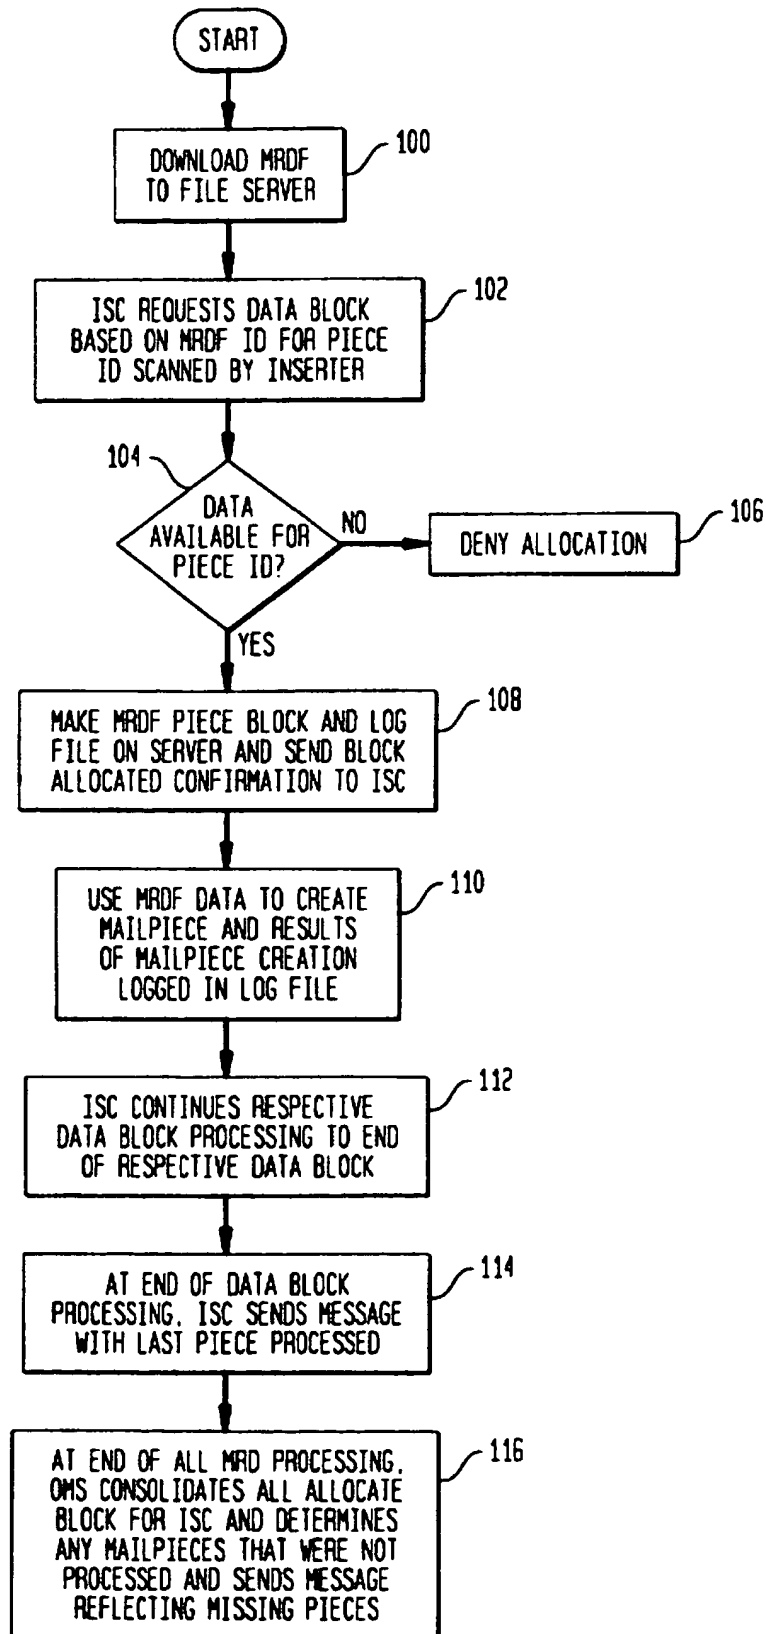 START
DOWNLOAD MRDF
TO FILE SERVER
100
ISC REQUESTS DATA BLOCK
BASED ON MRDF ID FOR PIECE
ID SCANNED BY INSERTER
102
104
DATA
AVAILABLE FOR
PIECE ID?
NO
DENY ALLOCATION
106
YES
MAKE MRDF PIECE BLOCK AND LOG
FILE ON SERVER AND SEND BLOCK
ALLOCATED CONFIRMATION TO ISC
108
USE MRDF DATA TO CREATE
MAILPIECE AND RESULTS
OF MAILPIECE CREATION
LOGGED IN LOG FILE
110
ISC CONTINUES RESPECTIVE
DATA BLOCK PROCESSING TO END
OF RESPECTIVE DATA BLOCK
112
AT END OF DATA BLOCK
PROCESSING, ISC SENDS MESSAGE
WITH LAST PIECE PROCESSED
114
AT END OF ALL MRD PROCESSING,
OMS CONSOLIDATES ALL ALLOCATE
BLOCK FOR ISC AND DETERMINES
ANY MAILPIECES THAT WERE NOT
PROCESSED AND SENDS MESSAGE
REFLECTING MISSING PIECES
116